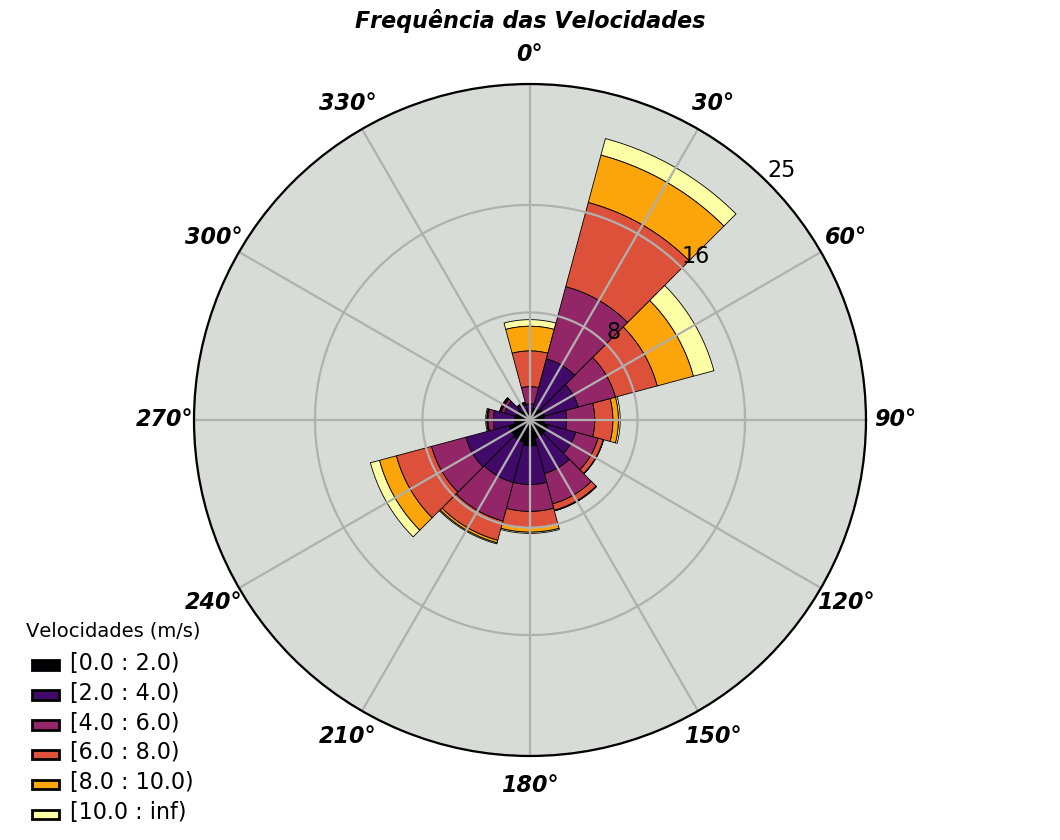 Frequência das Velocidades
0°
330°
30°
25
300°
60°
16
8
270°
90°
240°
120°
210°
150°
180°
Velocidades (m/s)
[0.0 : 2.0)
[2.0 : 4.0)
[4.0 : 6.0)
[6.0 : 8.0)
[8.0 : 10.0)
[10.0 : inf)